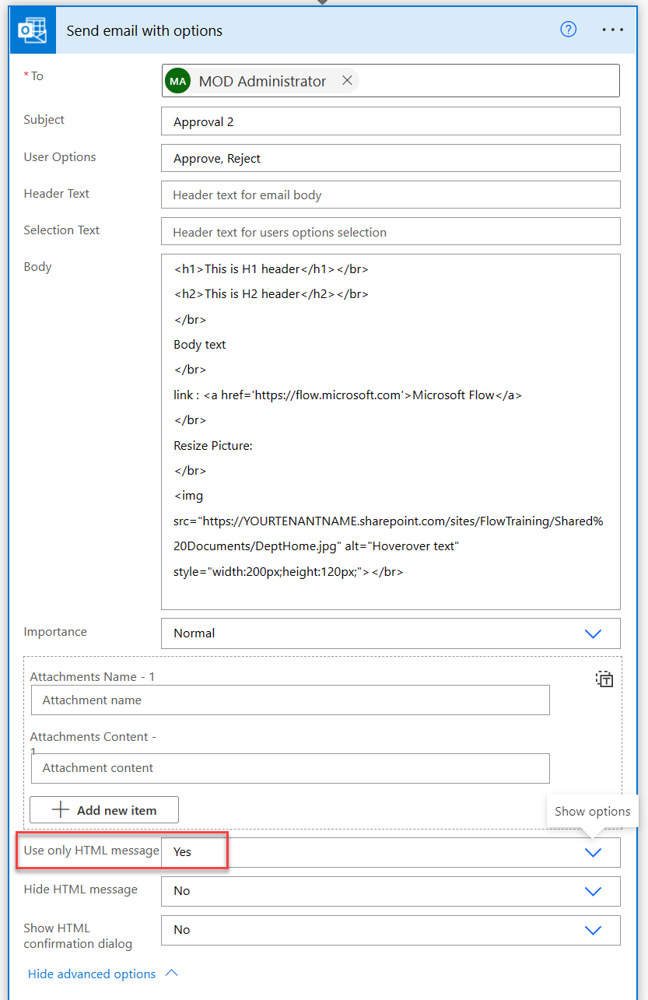 Send email with options
* To
MA MOD Administrator
Subject
Approval 2
User Options
Approve, Reject
Header Text
Header text for email body
Selection Text
Header text for users options selection
Body
<h1>This is H1 header</h1></br>
<h2>This is H2 header</h2></br>
</br>
Body text
</br>
link : <a href='https://flow.microsoft.com'>Microsoft Flow</a>
</br>
Resize Picture:
</br>
<img
src="https://YOURTENANTNAME.sharepoint.com/sites/FlowTraining/Shared%
20Documents/DeptHome.jpg" alt="Hoverover text"
style="width:200px;height:120px;"></br>
Importance
Normal
Attachments Name - 1
Attachment name
Attachments Content -
1
Attachment content
Add new item
Show options
Use only HTML message
Yes
Hide HTML message
No
Show HTML
confirmation dialog
No
Hide advanced options